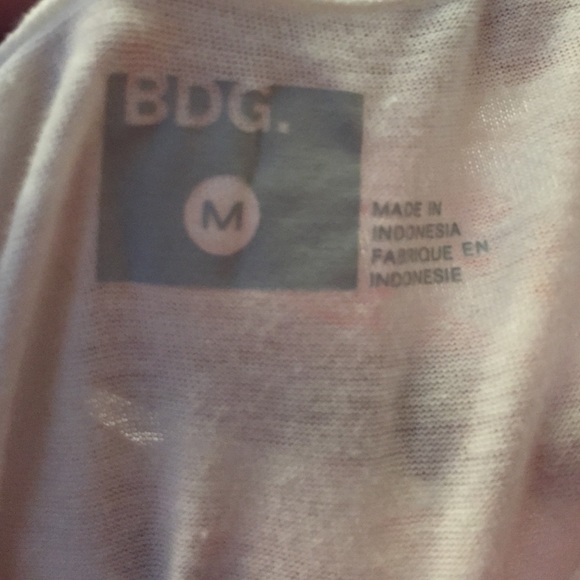 BDG.
M
MADE IN
INDONESIA
FABRIQUE EN
INDONESIE